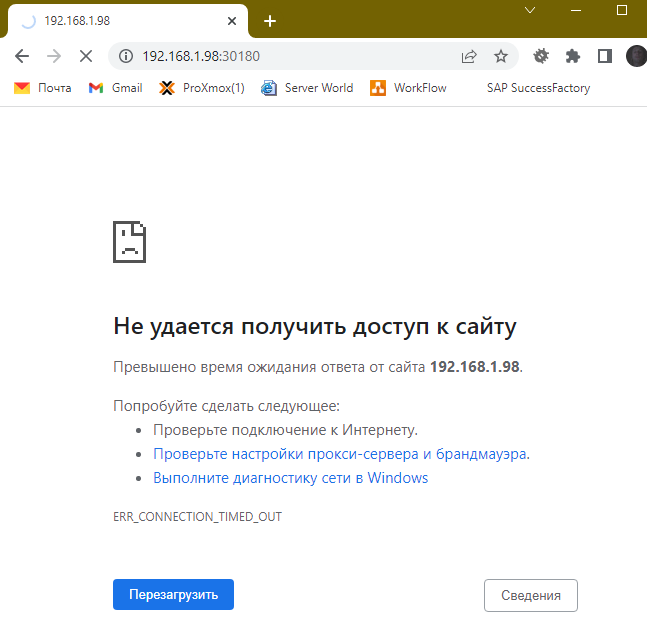 192.168.1.98
192.168.1.98:30180
Почта Gmail ProXmox(1) Server World WorkFlow SAP SuccessFactory
Не удается получить доступ к сайту
Превышено время ожидания ответа от сайта 192.168.1.98.
Попробуйте сделать следующее:
Проверьте подключение к Интернету.
Проверьте настройки прокси-сервера и брандмауэра.
Выполните диагностику сети в Windows
ERR_CONNECTION_TIMED_OUT
Перезагрузить Сведения